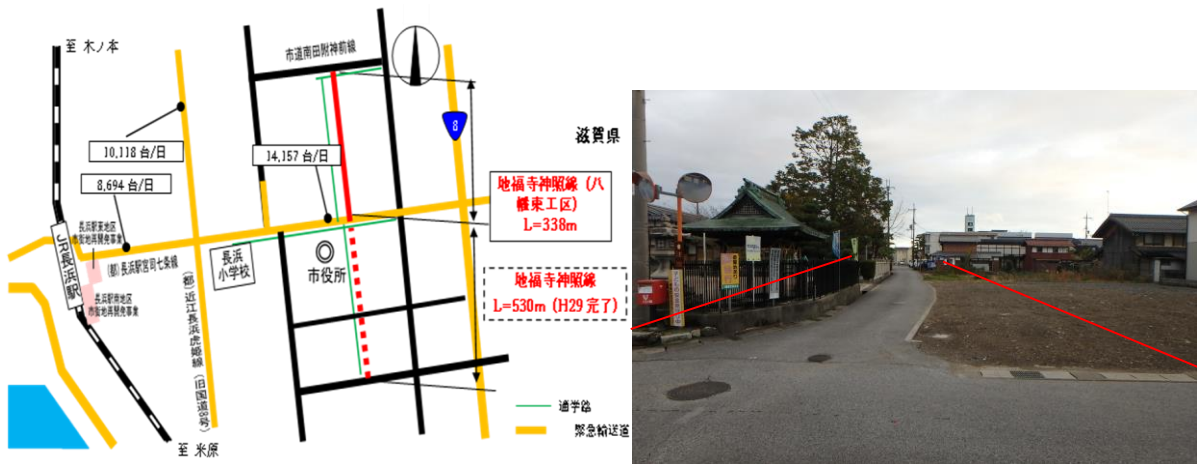 至 木ノ本
市道南田附神前線
8
滋賀県
10,118 台/日
14,157 台/日
8,694 台/日
地福寺神照線（八
幡東工区）
L=338m
長浜駅東地区
市街地再開発事業
JR長浜駅
(都)長浜駅宮司七条線
長浜
小学校
市役所
地福寺神照線
L=530m（H29 完了）
長浜駅南地区
市街地再開発事業
(都)近江長浜虎姫線（旧国道8号）
通学路
緊急輸送道
至 米原